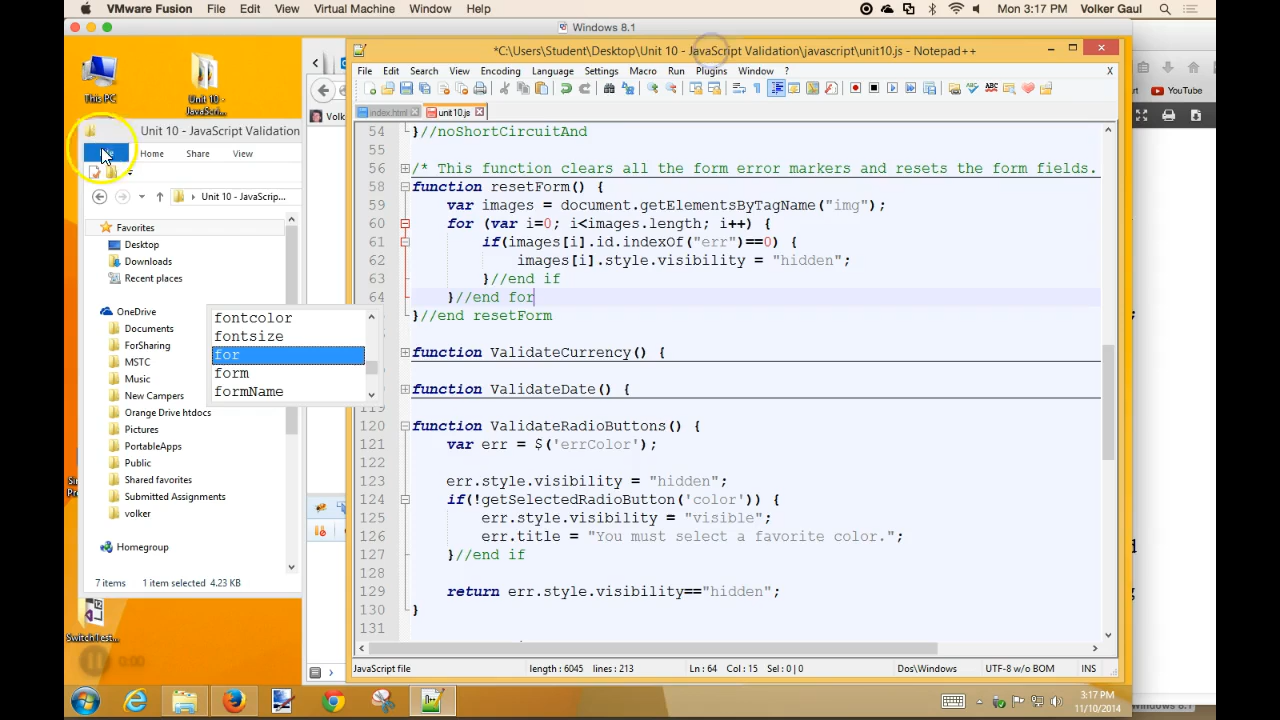 VMware Fusion File Edit View Virtual Machine Window Help
Mon 3:17 PM Volker Gaul
Windows 8.1
This PC
Unit 10 - JavaScr...
Unit 10 - JavaScript Validation
Home Share View
Unit 10 - JavaScrip...
Favorites
Desktop
Downloads
Recent places
OneDrive
Documents
ForSharing
MSTC
Music
New Campers
Orange Drive htdocs
Pictures
PortableApps
Public
Shared favorites
Submitted Assignments
volker
Homegroup
7 items 1 item selected 4.23 KB
0:00
Volk
*C:\Users\Student\Desktop\Unit 10 - JavaScript Validation\javascript\unit10.js - Notepad++
File Edit Search View Encoding Language Settings Macro Run Plugins Window ? X
index.html unit10.js
54 }//noShortCircuitAnd
55
56 /* This function clears all the form error markers and resets the form fields.
58 function resetForm() {
59 var images = document.getElementsByTagName("img");
60 for (var i=0; i<images.length; i++) {
61 if(images[i].id.indexOf("err")==0) {
62 images[i].style.visibility = "hidden";
63 }//end if
64 }//end for
}//end resetForm
function ValidateCurrency() {
function ValidateDate() {
119
120 function ValidateRadioButtons() {
121 var err = $('errColor');
122
123 err.style.visibility = "hidden";
124 if(!getSelectedRadioButton('color')) {
125 err.style.visibility = "visible";
126 err.title = "You must select a favorite color.";
127 }//end if
128
129 return err.style.visibility=="hidden";
130 }
131
fontcolor
fontsize
for
form
formName
JavaScript file length : 6045 lines : 213 Ln : 64 Col : 15 Sel : 0 | 0 Dos\Windows UTF-8 w/o BOM INS
YouTube
3:17 PM
11/10/2014
Windows 8.1